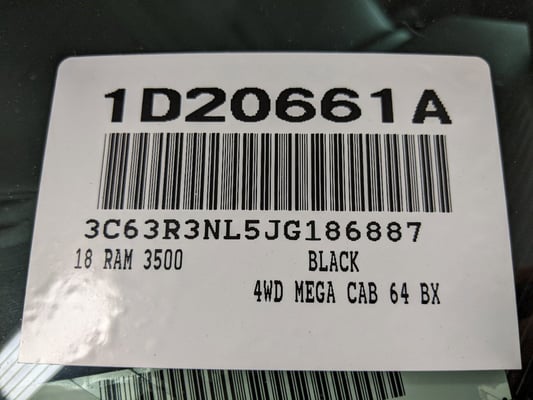 1D20661A
3C63R3NL5JG186887
18 RAM 3500 BLACK
4WD MEGA CAB 64 BX